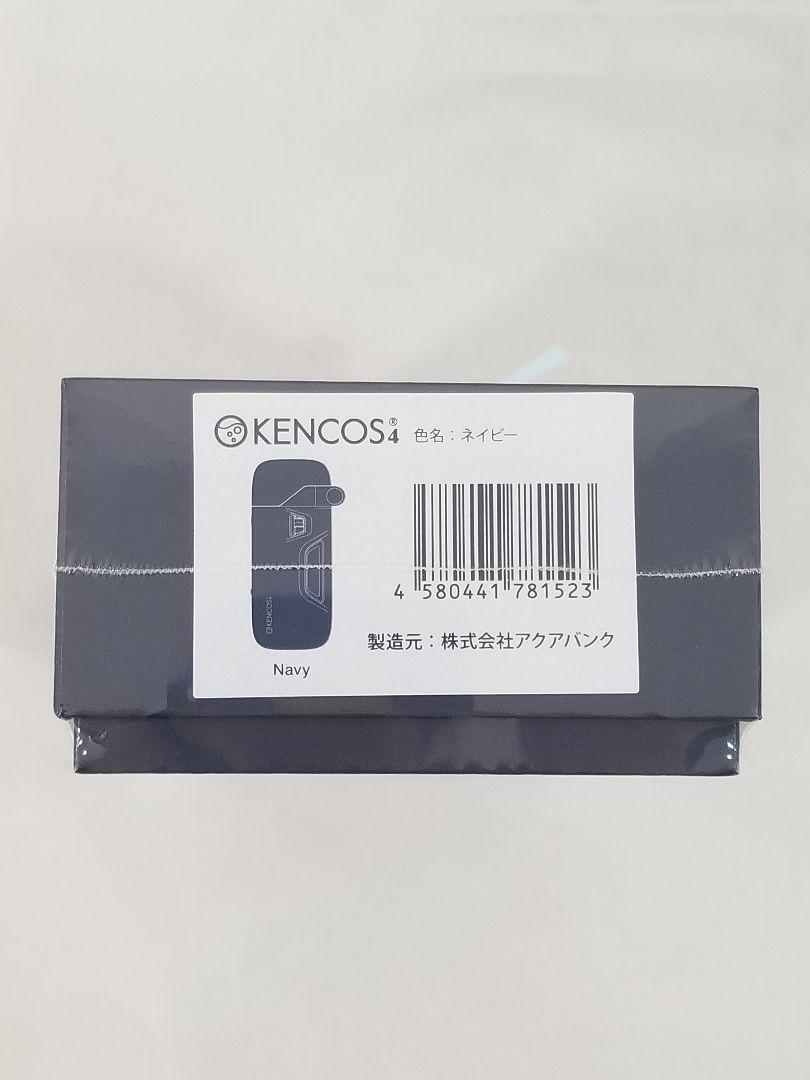 KENCOS®4 色名：ネイビー
KENCOS4
4 580441 781523
製造元：株式会社アクアバンク
Navy